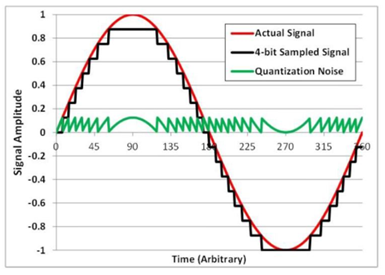 1
0.8
0.6
0.4
0.2
0
-0.2
-0.4
-0.6
-0.8
-1
Signal Amplitude
Actual Signal
4-bit Sampled Signal
Quantization Noise
0 45 90 135 180 225 270 315 360
Time (Arbitrary)